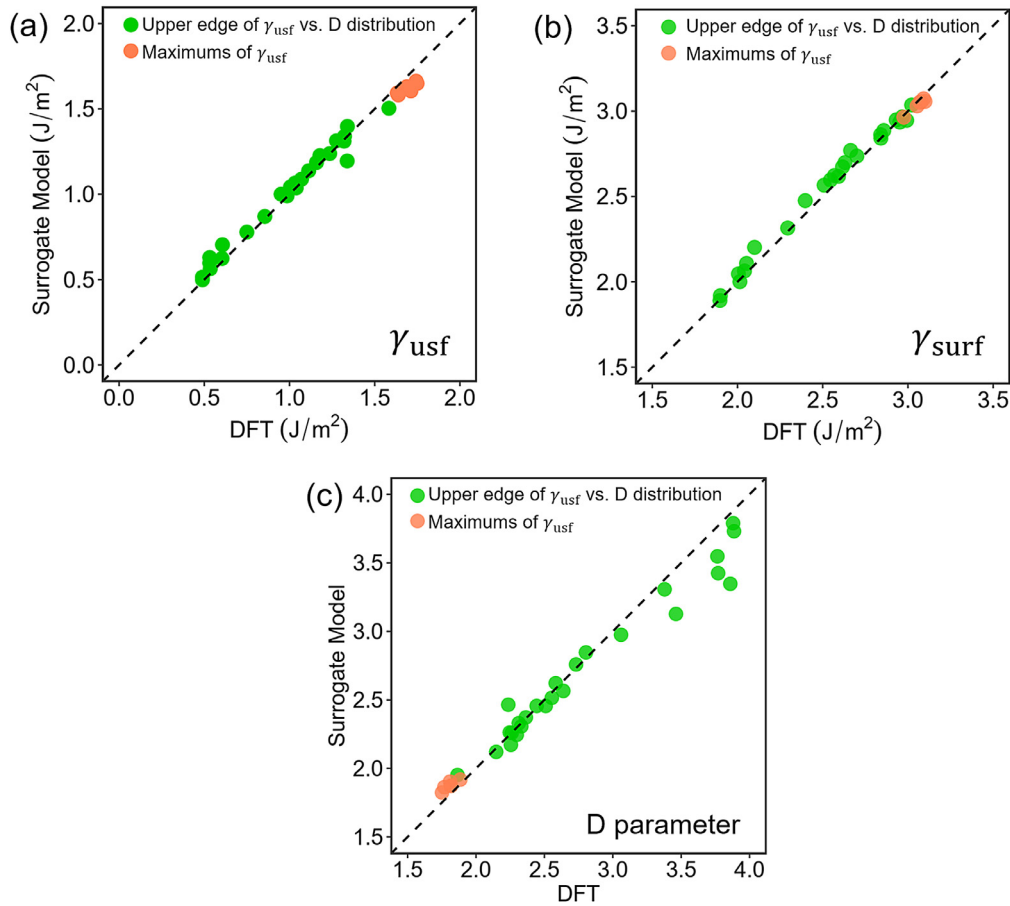 (a)
Upper edge of γusf vs. D distribution
Maximums of γusf
2.0
1.5
1.0
0.5
0.0
Surrogate Model (J/m²)
γusf
0.0 0.5 1.0 1.5 2.0
DFT (J/m²)
(b)
Upper edge of γusf vs. D distribution
Maximums of γusf
3.5
3.0
2.5
2.0
1.5
Surrogate Model (J/m²)
γsurf
1.5 2.0 2.5 3.0 3.5
DFT (J/m²)
(c)
Upper edge of γusf vs. D distribution
Maximums of γusf
4.0
3.5
3.0
2.5
2.0
1.5
Surrogate Model
D parameter
1.5 2.0 2.5 3.0 3.5 4.0
DFT